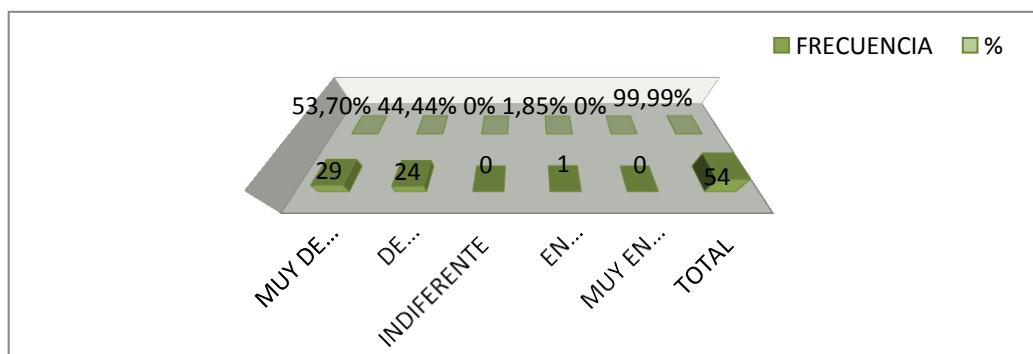 FRECUENCIA %
53,70% 44,44% 0% 1,85% 0% 99,99%
29 24 0 1 0 54
MUY DE...
DE...
INDIFERENTE
EN...
MUY EN...
TOTAL